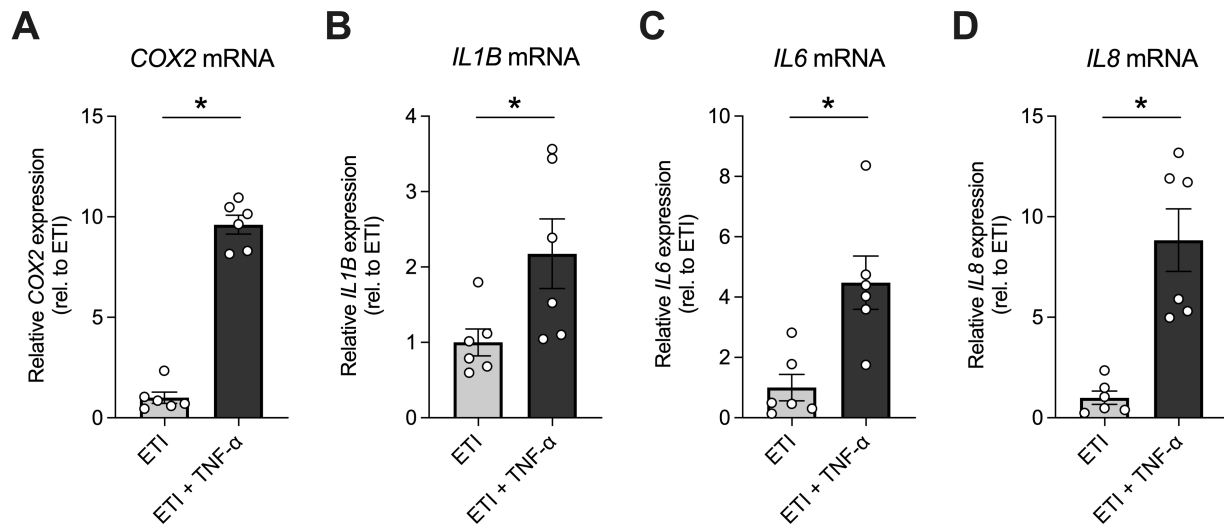 A
COX2 mRNA
Relative COX2 expression
(rel. to ETI)
15
10
5
0
*
ETI
ETI + TNF-α
B
IL1B mRNA
Relative IL1B expression
(rel. to ETI)
4
3
2
1
0
*
ETI
ETI + TNF-α
C
IL6 mRNA
Relative IL6 expression
(rel. to ETI)
10
8
6
4
2
0
*
ETI
ETI + TNF-α
D
IL8 mRNA
Relative IL8 expression
(rel. to ETI)
15
10
5
0
*
ETI
ETI + TNF-α